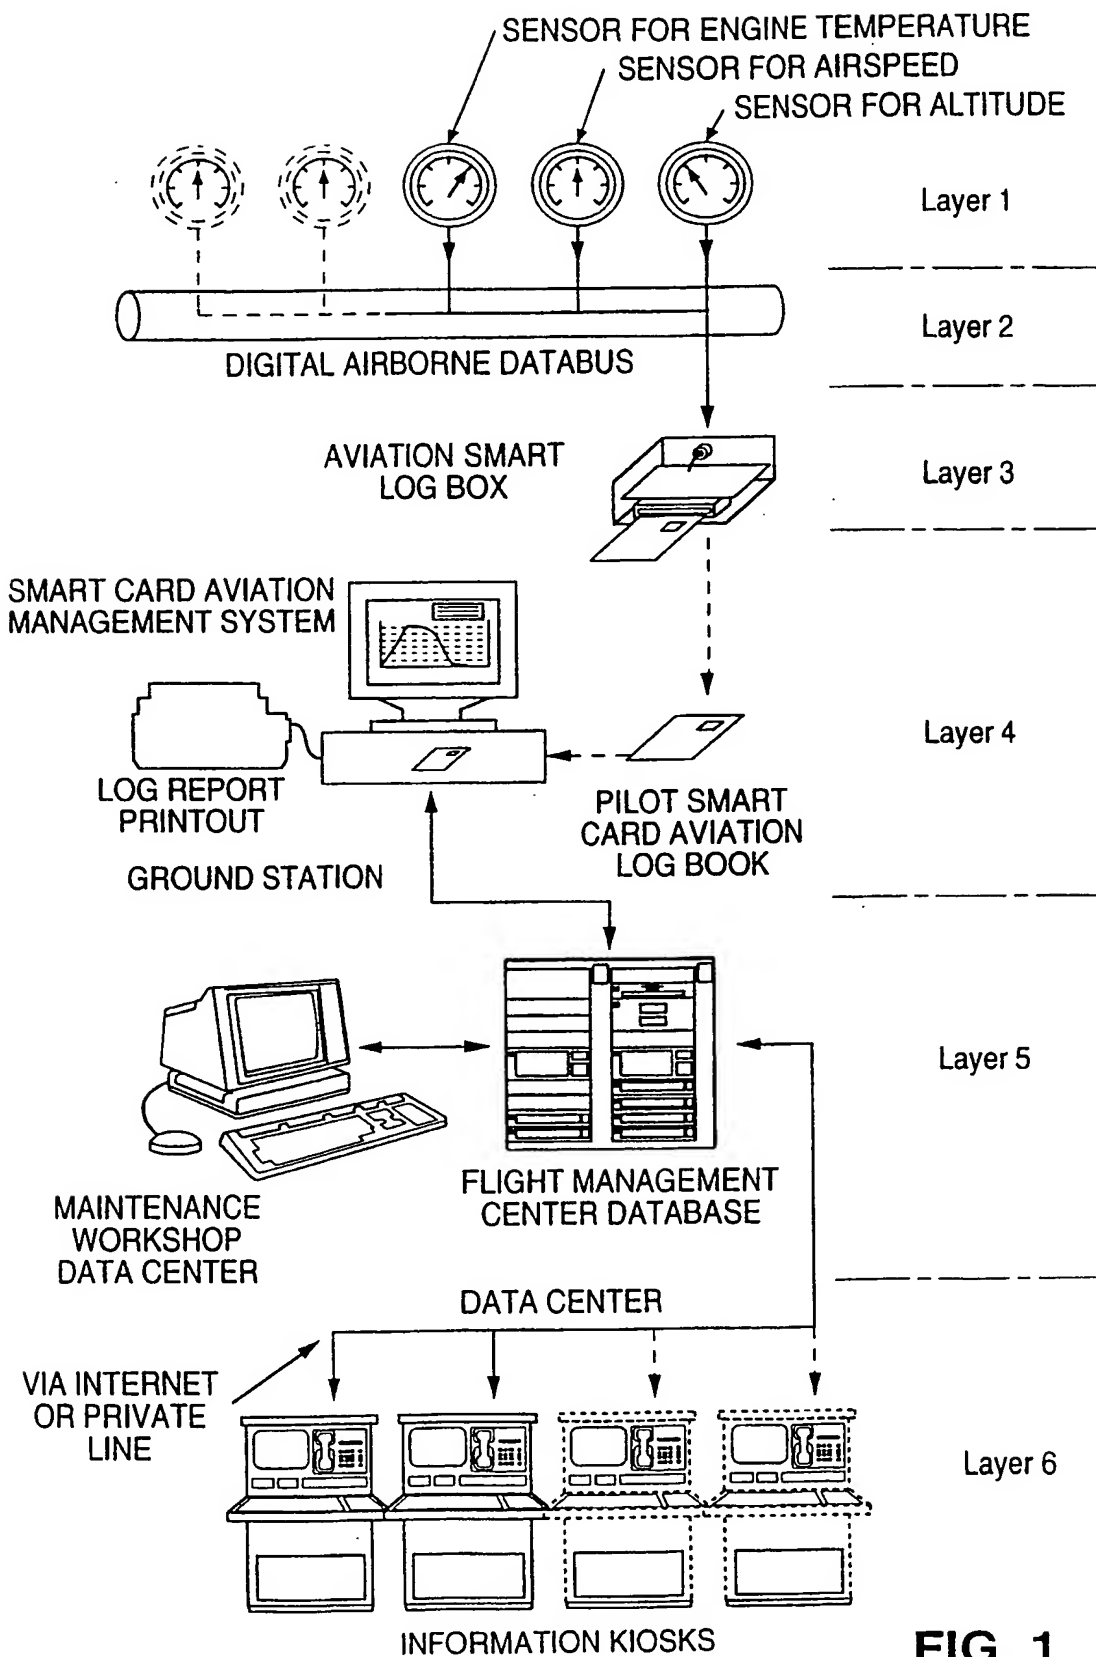 SENSOR FOR ENGINE TEMPERATURE
SENSOR FOR AIRSPEED
SENSOR FOR ALTITUDE
Layer 1
Layer 2
DIGITAL AIRBORNE DATABUS
AVIATION SMART
LOG BOX
Layer 3
SMART CARD AVIATION
MANAGEMENT SYSTEM
Layer 4
LOG REPORT
PRINTOUT
PILOT SMART
CARD AVIATION
LOG BOOK
GROUND STATION
Layer 5
FLIGHT MANAGEMENT
CENTER DATABASE
MAINTENANCE
WORKSHOP
DATA CENTER
DATA CENTER
VIA INTERNET
OR PRIVATE
LINE
Layer 6
INFORMATION KIOSKS
FIG. 1